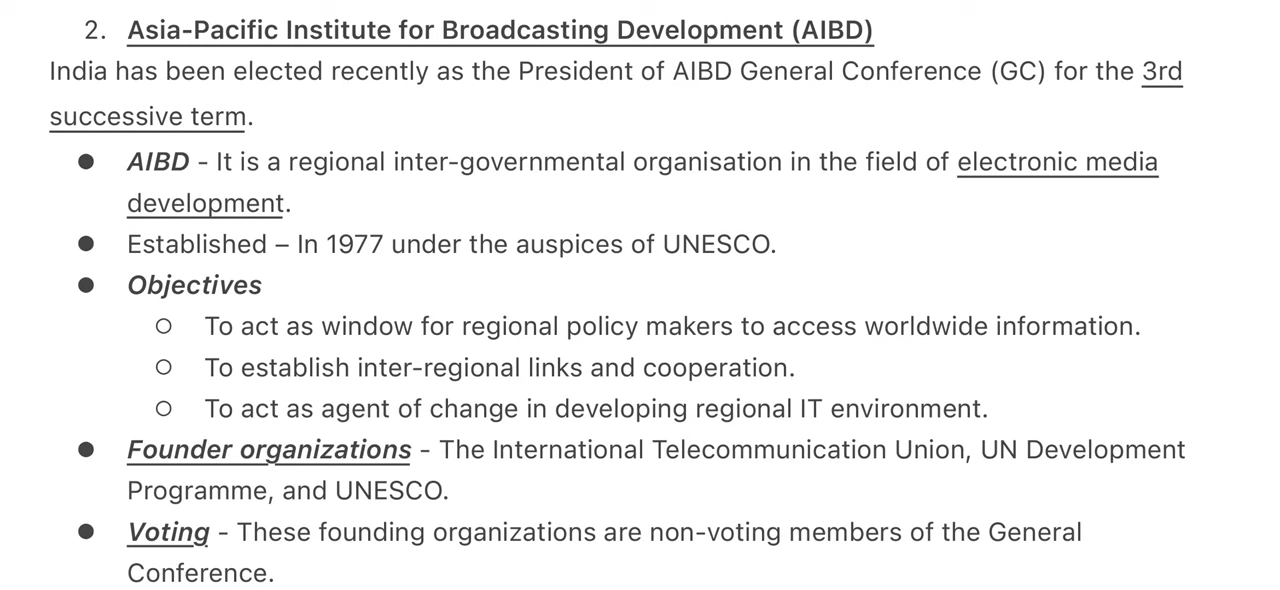 2. Asia-Pacific Institute for Broadcasting Development (AIBD)
India has been elected recently as the President of AIBD General Conference (GC) for the 3rd
successive term.
● AIBD - It is a regional inter-governmental organisation in the field of electronic media
development.
● Established – In 1977 under the auspices of UNESCO.
● Objectives
○ To act as window for regional policy makers to access worldwide information.
○ To establish inter-regional links and cooperation.
○ To act as agent of change in developing regional IT environment.
● Founder organizations - The International Telecommunication Union, UN Development
Programme, and UNESCO.
● Voting - These founding organizations are non-voting members of the General
Conference.